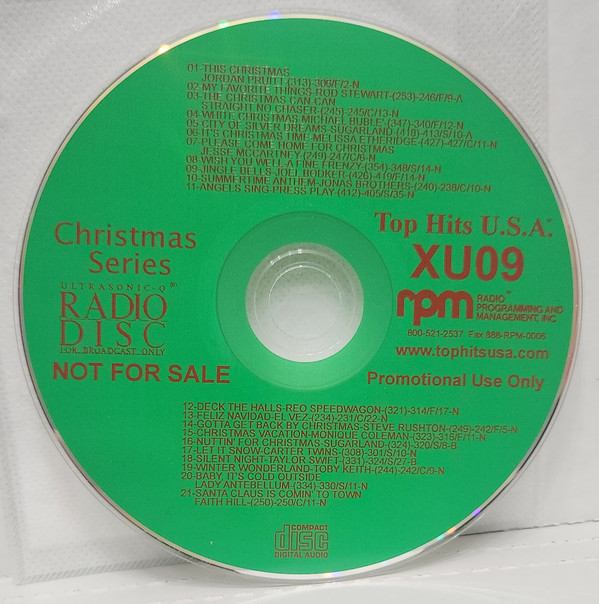 01-THIS CHRISTMAS
JORDAN PRUITT-(313)-306/F/2-N
02-MY FAVORITE THINGS-ROD STEWART-(253)-246/F/9-A
03-THE CHRISTMAS CAN CAN
STRAIGHT NO CHASER-(245)-245/C/13-N
04-WHITE CHRISTMAS-MICHAEL BUBLE'-(347)-340/F/12-N
05-CITY OF SILVER DREAMS-SUGARLAND-(419)-413/S/10-A
06-IT'S CHRISTMAS TIME-MELISSA ETHERIDGE-(427)-427/C/11-N
07-PLEASE COME HOME FOR CHRISTMAS
JESSE MCCARTNEY-(249)-247/C/6-N
08-WISH YOU WELL-A FINE FRENZY-(354)-348/S/14-N
09-JINGLE BELLS-JOEL BOUKER-(426)-419/F/14-N
10-SUMMERTIME ANTHEM-JONAS BROTHERS-(240)-238/C/10-N
11-ANGELS SING-PRESS PLAY-(412)-405/S/35-N
Christmas
Series
ULTRASONIC-Q
RADIO
DISC
FOR BROADCAST ONLY
NOT FOR SALE
Top Hits U.S.A.
XU09
rpm RADIO
PROGRAMMING AND
MANAGEMENT, INC
800-521-2537 Fax 888-RPM-0006
www.tophitsusa.com
Promotional Use Only
12-DECK THE HALLS-REO SPEEDWAGON-(321)-314/F/17-N
13-FELIZ NAVIDAD-EL VEZ-(234)-231/C/22-N
14-GOTTA GET BACK BY CHRISTMAS-STEVE RUSHTON-(249)-242/F/5-N
15-CHRISTMAS VACATION-MONIQUE COLEMAN-(323)-316/F/11-N
16-NUTTIN' FOR CHRISTMAS-SUGARLAND-(324)-320/S/8-B
17-LET IT SNOW-CARTER TWINS-(308)-301/S/10-N
18-SILENT NIGHT-TAYLOR SWIFT-(331)-324/S/27-B
19-WINTER WONDERLAND-TOBY KEITH-(244)-242/C/9-N
20-BABY, IT'S COLD OUTSIDE
LADY ANTEBELLUM-(334)-330/S/11-N
21-SANTA CLAUS IS COMIN' TO TOWN
FAITH HILL-(250)-250/C/11-N
COMPACT
disc
DIGITAL AUDIO